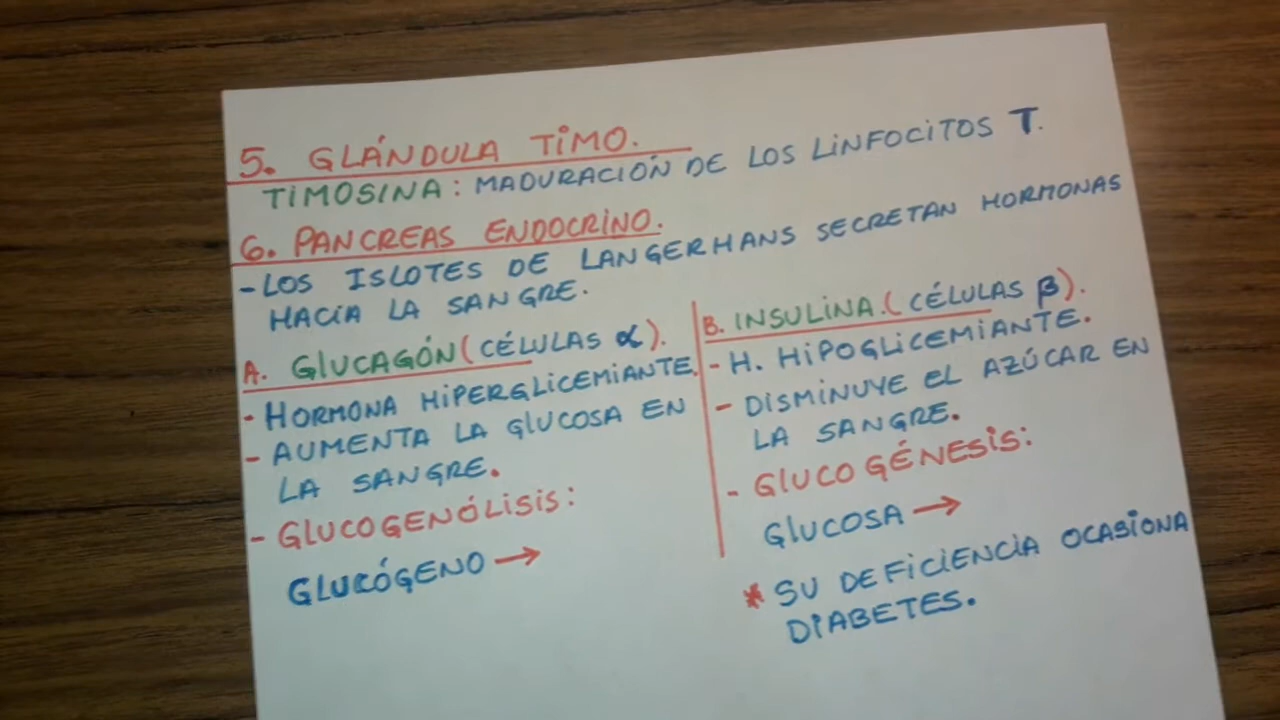 5. GLÁNDULA TIMO.
TIMOSINA: MADURACIÓN DE LOS LINFOCITOS T.
6. PANCREAS ENDOCRINO.
-LOS ISLOTES DE LANGERHANS SECRETAN HORMONAS
HACIA LA SANGRE.
A. GLUCAGÓN (CÉLULAS α).
- HORMONA HIPERGLICEMIANTE.
- AUMENTA LA GLUCOSA EN
LA SANGRE.
- GLUCOGENÓLISIS:
GLUCÓGENO →
B. INSULINA. (CÉLULAS β).
- H. HIPOGLICEMIANTE.
- DISMINUYE EL AZÚCAR EN
LA SANGRE.
- GLUCOGÉNESIS:
GLUCOSA →
* SU DEFICIENCIA OCASIONA
DIABETES.